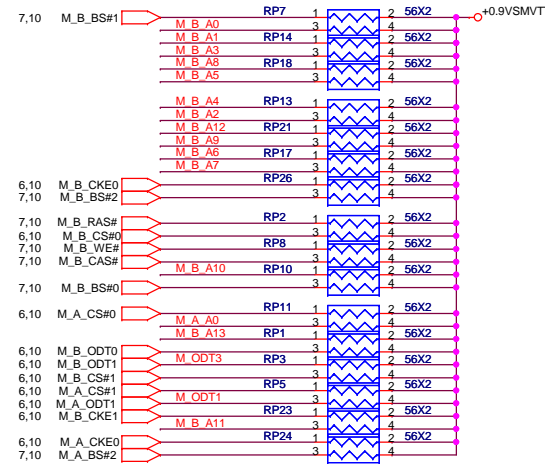 7,10 M_B_BS#1 RP7 1 2 56X2 +0.9VSMVT
M_B_A0 3 4
M_B_A1 RP14 1 2 56X2
M_B_A3 3 4
M_B_A8 RP18 1 2 56X2
M_B_A5 3 4
M_B_A4 RP13 1 2 56X2
M_B_A2 3 4
M_B_A12 RP21 1 2 56X2
M_B_A9 3 4
M_B_A6 RP17 1 2 56X2
M_B_A7 3 4
6,10 M_B_CKE0 RP26 1 2 56X2
7,10 M_B_BS#2 3 4
7,10 M_B_RAS# RP2 1 2 56X2
6,10 M_B_CS#0 3 4
7,10 M_B_WE# RP8 1 2 56X2
7,10 M_B_CAS# 3 4
M_B_A10 RP10 1 2 56X2
7,10 M_B_BS#0 3 4
6,10 M_A_CS#0 RP11 1 2 56X2
M_A_A0 3 4
M_B_A13 RP1 1 2 56X2
6,10 M_B_ODT0 3 4
6,10 M_B_ODT1 M_ODT3 RP3 1 2 56X2
6,10 M_B_CS#1 3 4
6,10 M_A_CS#1 RP5 1 2 56X2
6,10 M_A_ODT1 M_ODT1 3 4
6,10 M_B_CKE1 RP23 1 2 56X2
M_B_A11 3 4
6,10 M_A_CKE0 RP24 1 2 56X2
7,10 M_A_BS#2 3 4